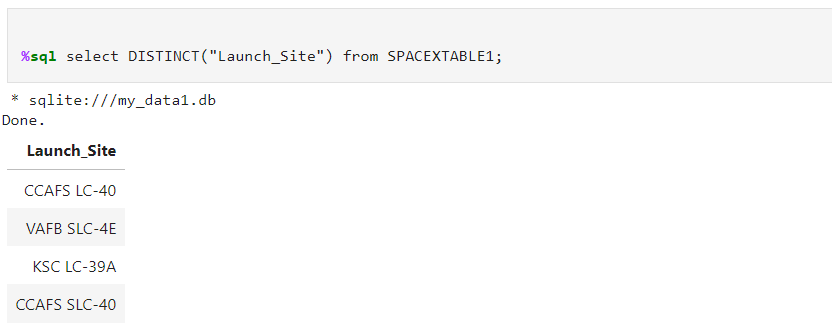 %sql select DISTINCT("Launch_Site") from SPACEXTABLE1;
* sqlite:///my_data1.db
Done.
Launch_Site
CCAFS LC-40
VAFB SLC-4E
KSC LC-39A
CCAFS SLC-40